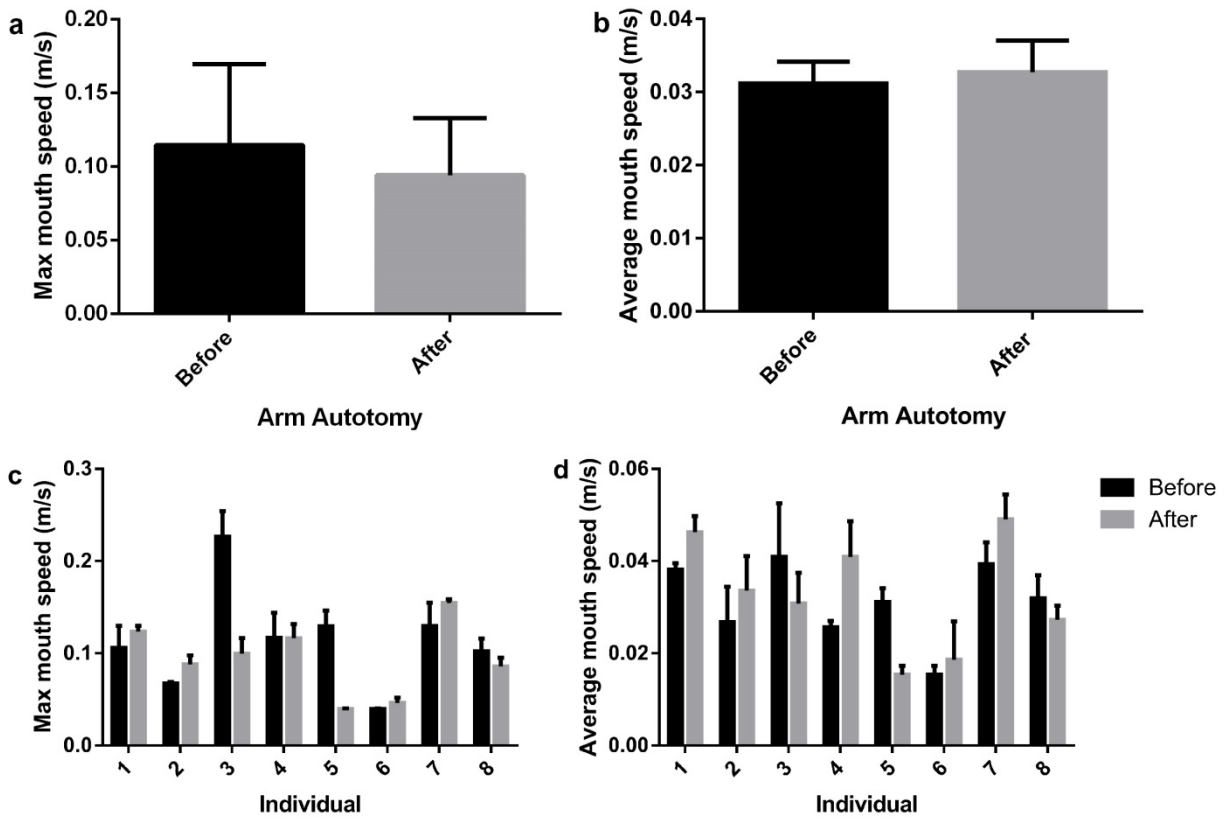 a
Max mouth speed (m/s)
0.20
0.15
0.10
0.05
0.00
Before
After
Arm Autotomy
b
Average mouth speed (m/s)
0.04
0.03
0.02
0.01
0.00
Before
After
Arm Autotomy
c
Max mouth speed (m/s)
0.3
0.2
0.1
0.0
1 2 3 4 5 6 7 8
Individual
d
Average mouth speed (m/s)
0.06
0.04
0.02
0.00
1 2 3 4 5 6 7 8
Individual
Before
After